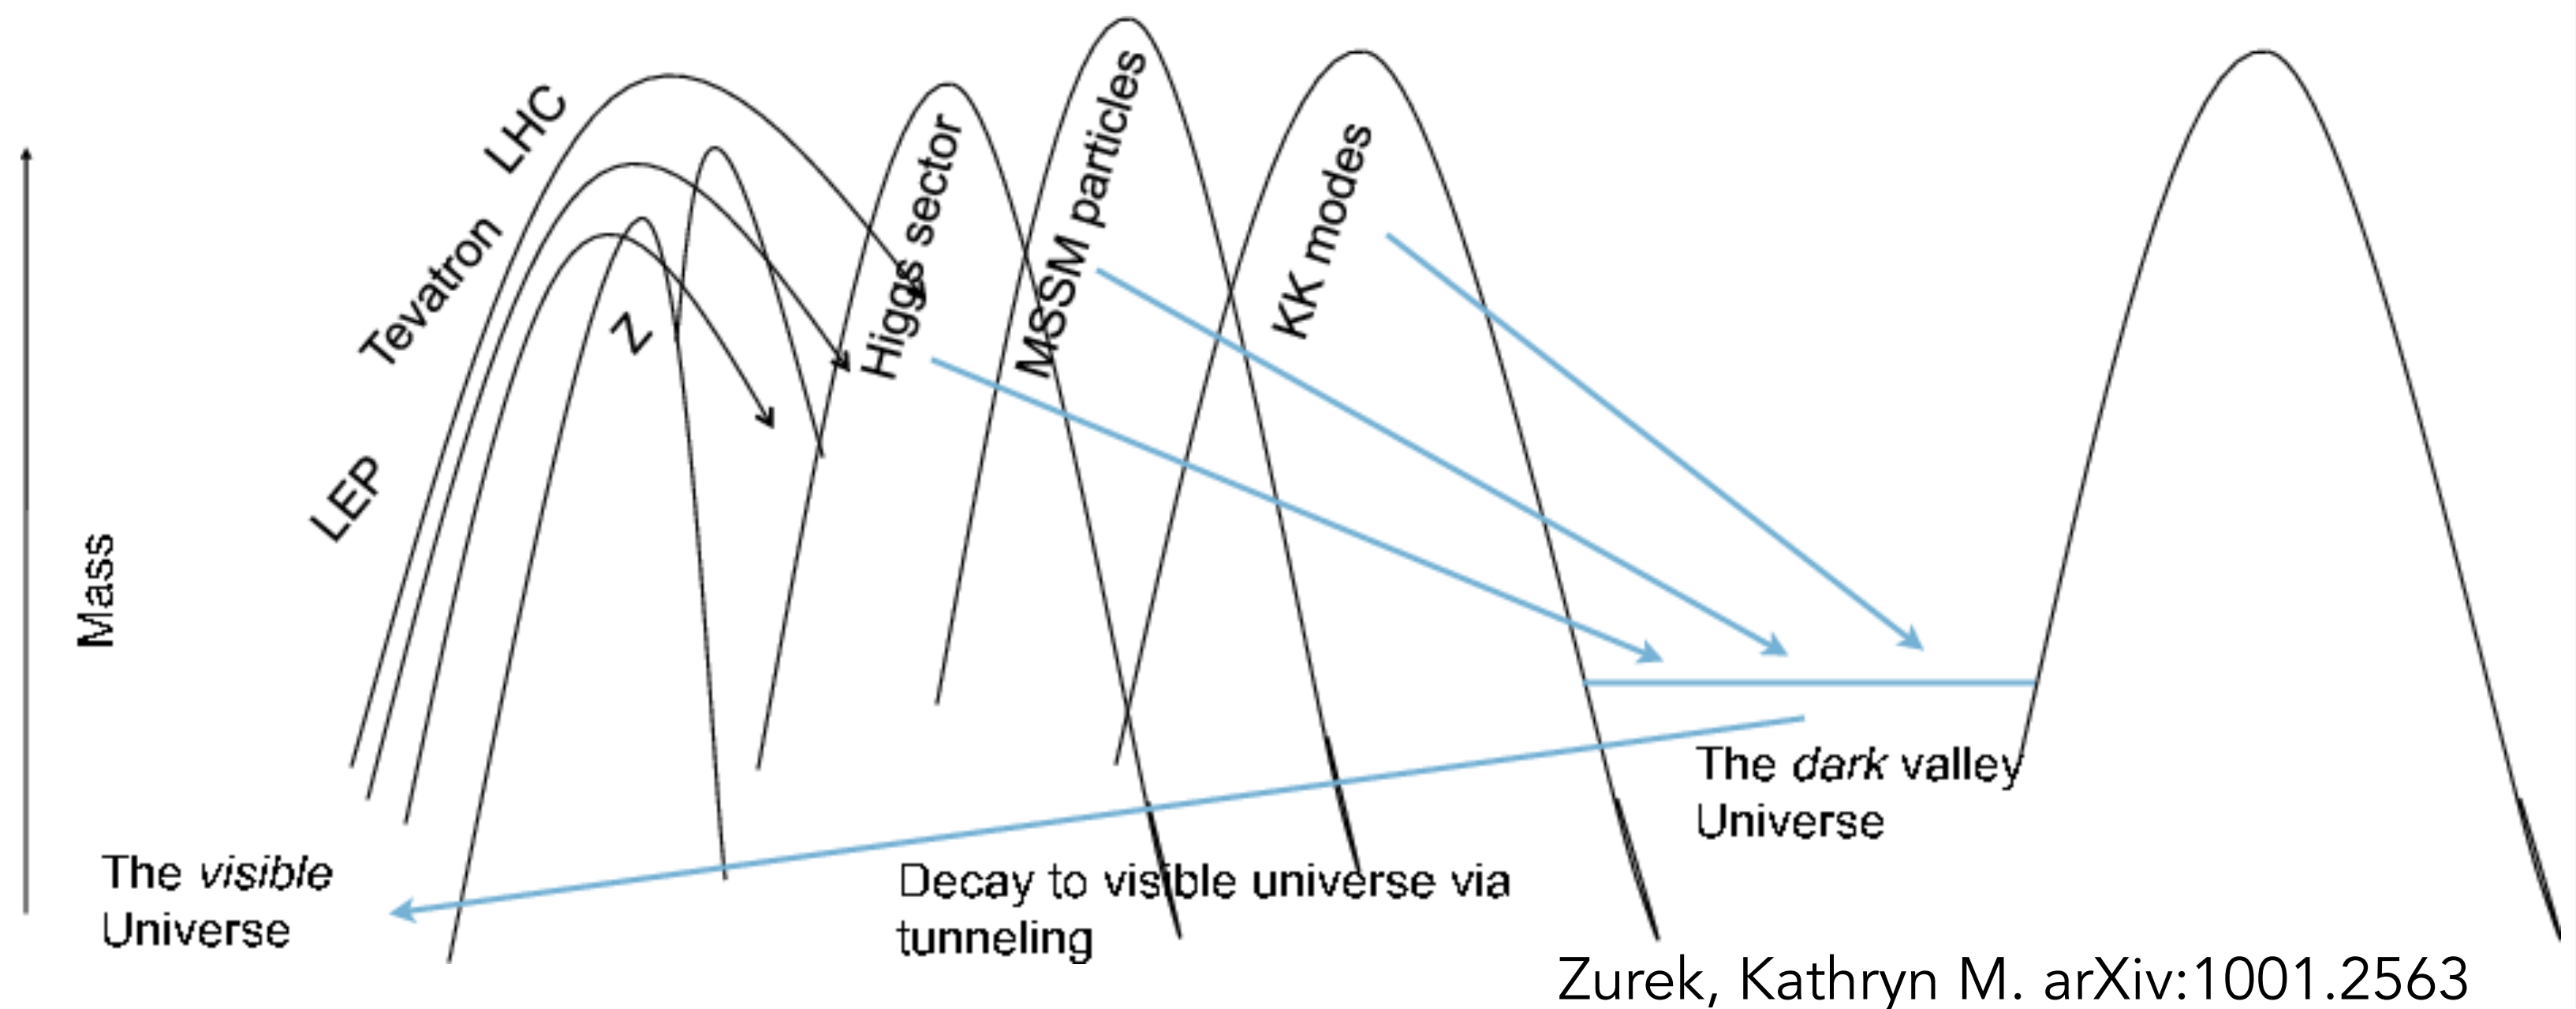 LHC
Tevatron
LEP
Z
Higgs sector
MSSM particles
KK modes
Mass
The visible
Universe
Decay to visible universe via
tunneling
The dark valley
Universe
Zurek, Kathryn M. arXiv:1001.2563